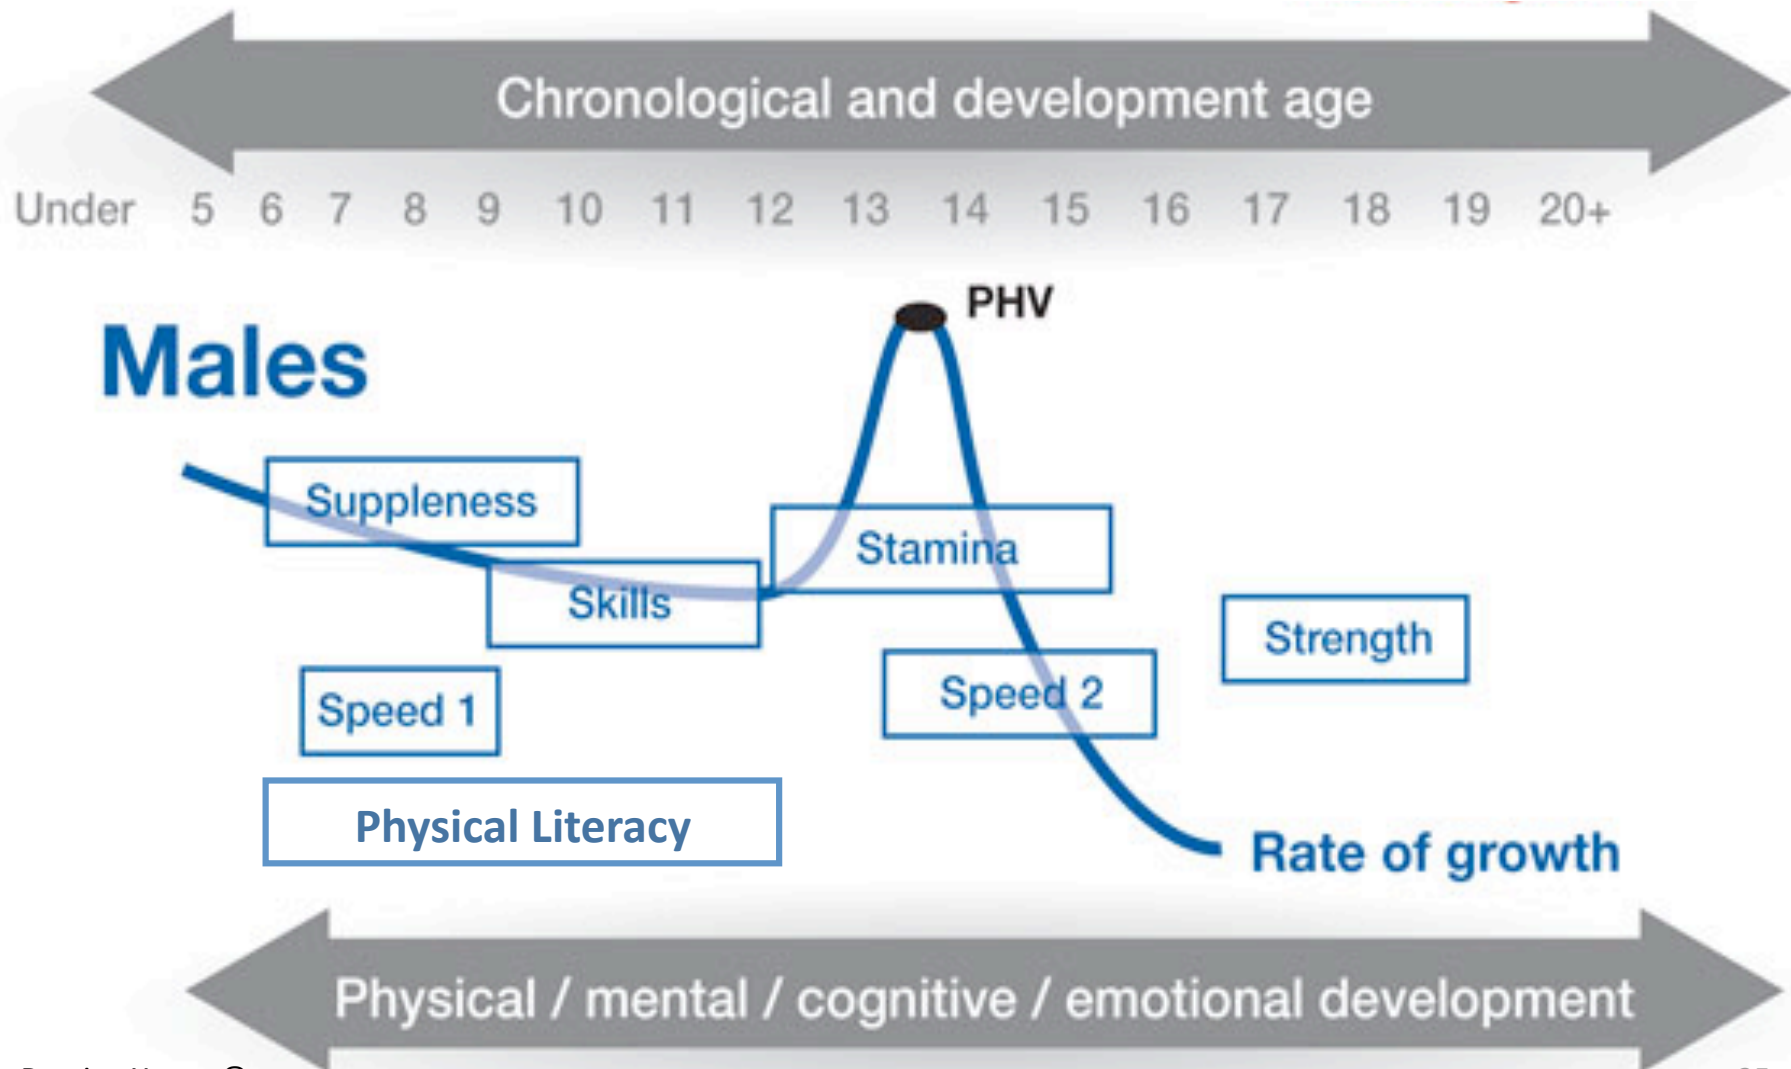 Chronological and development age
Under 5 6 7 8 9 10 11 12 13 14 15 16 17 18 19 20+
PHV
Males
Suppleness
Stamina
Skills
Strength
Speed 2
Speed 1
Physical Literacy
Rate of growth
Physical / mental / cognitive / emotional development